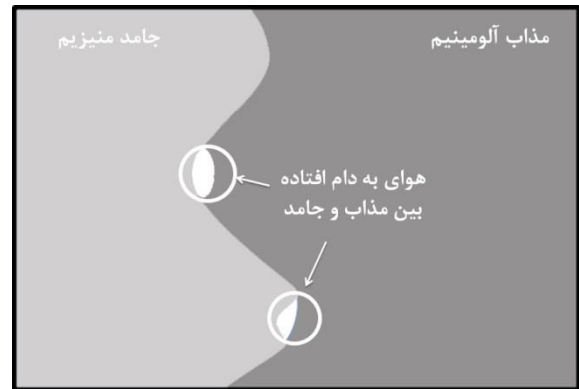 مذاب آلومینیم
جامد منیزیم
هوای به دام افتاده
بین مذاب و جامد